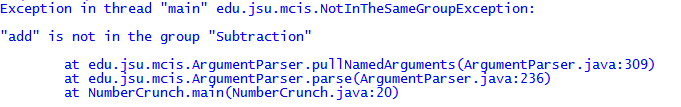 Exception in thread "main" edu.jsu.mcis.NotInTheSameGroupException:
"add" is not in the group "Subtraction"
at edu.jsu.mcis.ArgumentParser.pullNamedArguments(ArgumentParser.java:309)
at edu.jsu.mcis.ArgumentParser.parse(ArgumentParser.java:236)
at NumberCrunch.main(NumberCrunch.java:20)